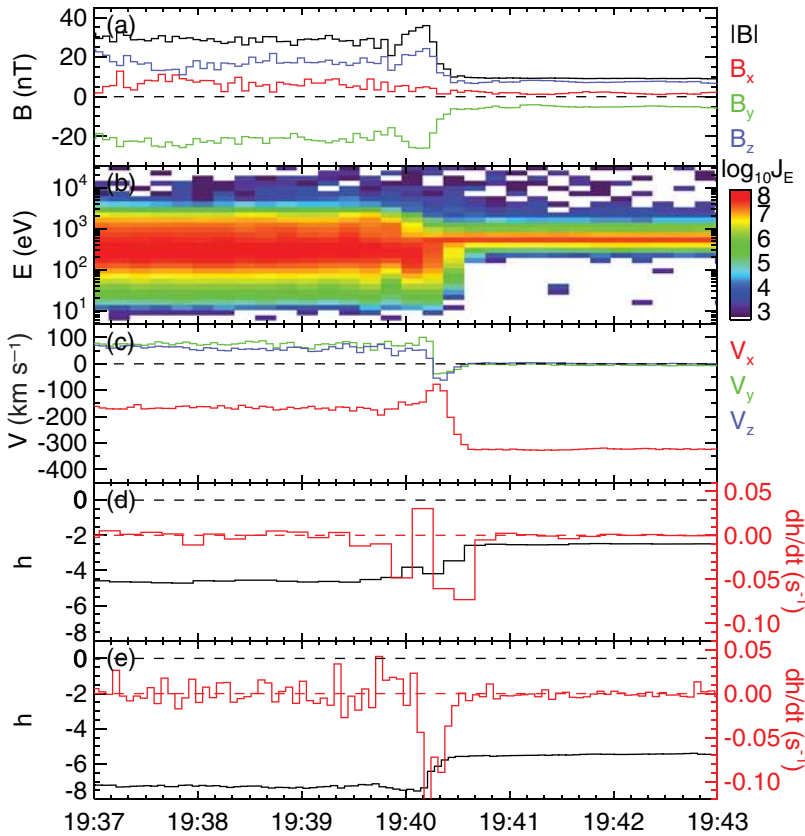 (a)
B (nT)
40
20
0
-20
|B|
Bx
By
Bz
(b)
E (eV)
10⁴
10³
10²
10¹
log₁₀JE
8
7
6
5
4
3
(c)
V (km s⁻¹)
100
0
-100
-200
-300
-400
Vx
Vy
Vz
(d)
h
0
-2
-4
-6
-8
0.05
0.00
-0.05
-0.10
dh/dt (s⁻¹)
(e)
h
0
-2
-4
-6
-8
0.05
0.00
-0.05
-0.10
dh/dt (s⁻¹)
19:37 19:38 19:39 19:40 19:41 19:42 19:43